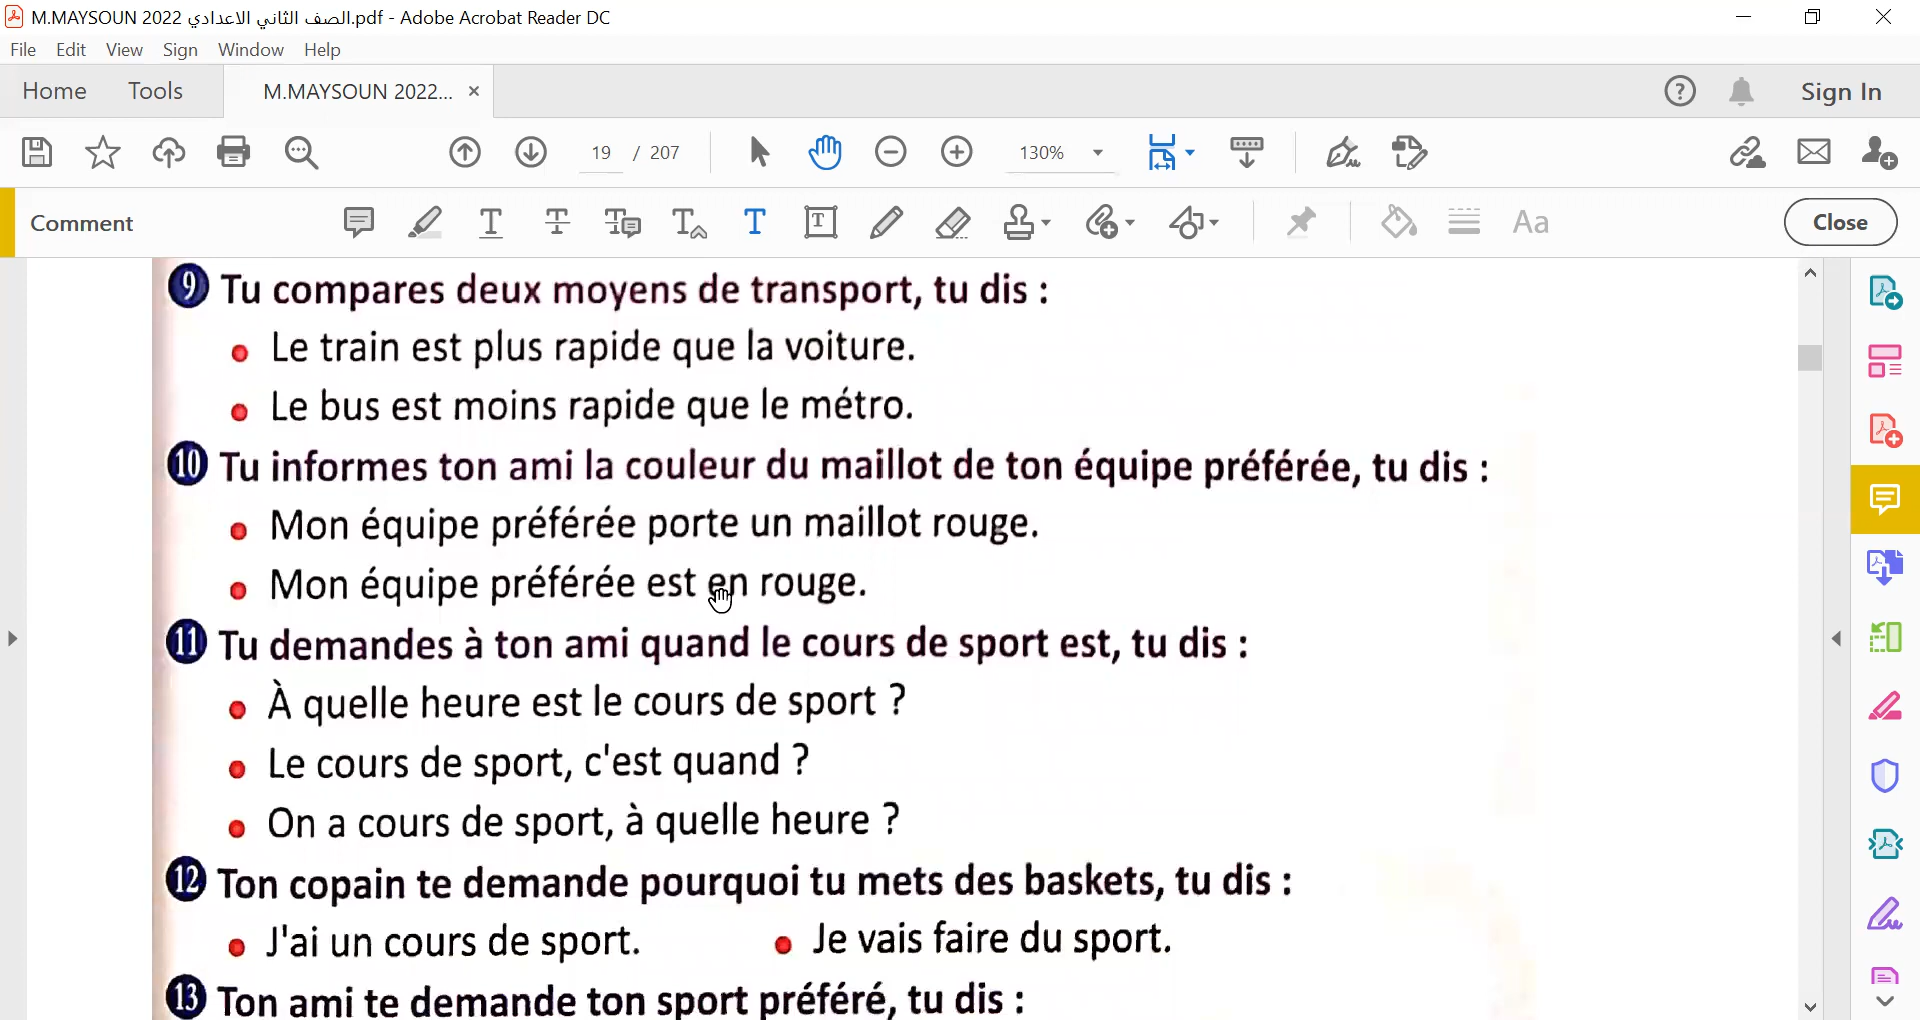 M.MAYSOUN 2022 الصف الثاني الاعدادي.pdf - Adobe Acrobat Reader DC
File Edit View Sign Window Help
Home Tools M.MAYSOUN 2022... × Sign In
19 / 207 130%
Comment Close
9 Tu compares deux moyens de transport, tu dis :
• Le train est plus rapide que la voiture.
• Le bus est moins rapide que le métro.
10 Tu informes ton ami la couleur du maillot de ton équipe préférée, tu dis :
• Mon équipe préférée porte un maillot rouge.
• Mon équipe préférée est en rouge.
11 Tu demandes à ton ami quand le cours de sport est, tu dis :
• À quelle heure est le cours de sport ?
• Le cours de sport, c'est quand ?
• On a cours de sport, à quelle heure ?
12 Ton copain te demande pourquoi tu mets des baskets, tu dis :
• J'ai un cours de sport. • Je vais faire du sport.
13 Ton ami te demande ton sport préféré, tu dis :